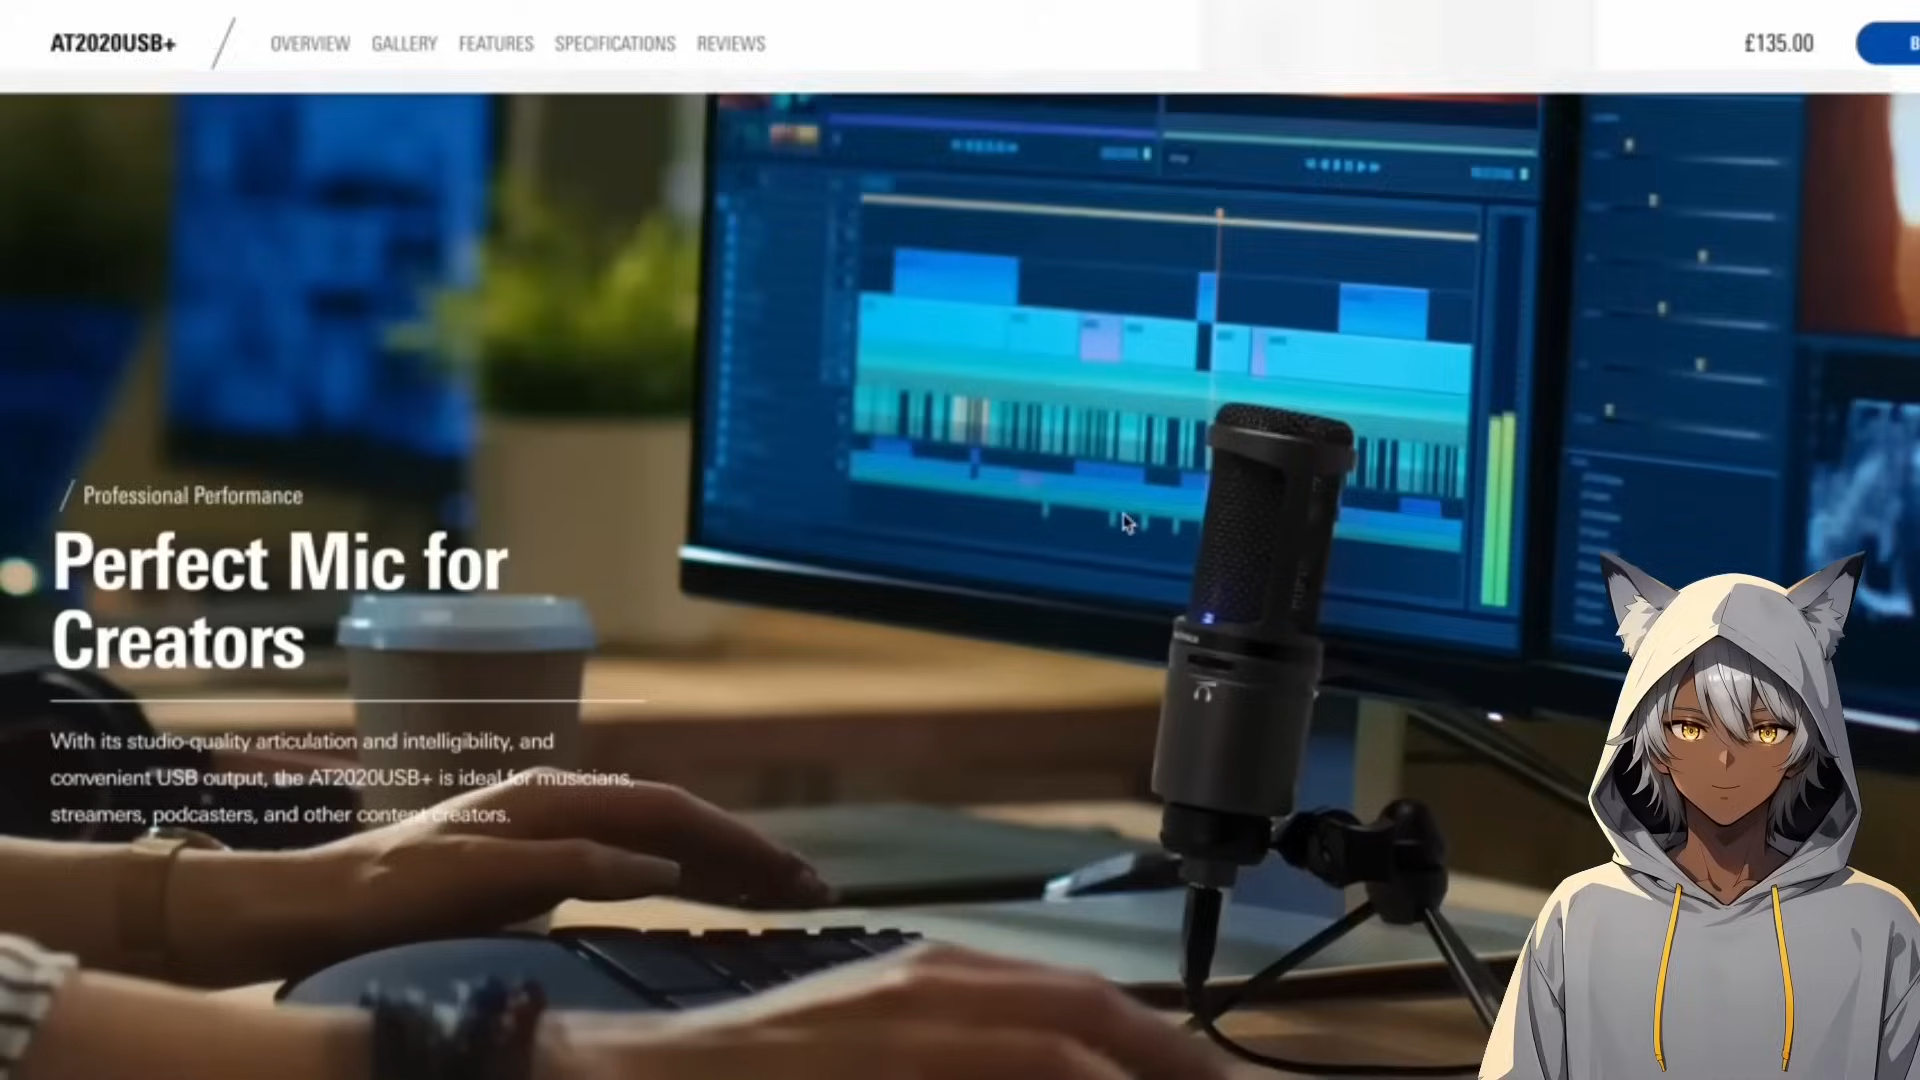 AT2020USB+
OVERVIEW GALLERY FEATURES SPECIFICATIONS REVIEWS
£135.00
B
Professional Performance
Perfect Mic for
Creators
With its studio-quality articulation and intelligibility, and
convenient USB output, the AT2020USB+ is ideal for musicians,
streamers, podcasters, and other content creators.